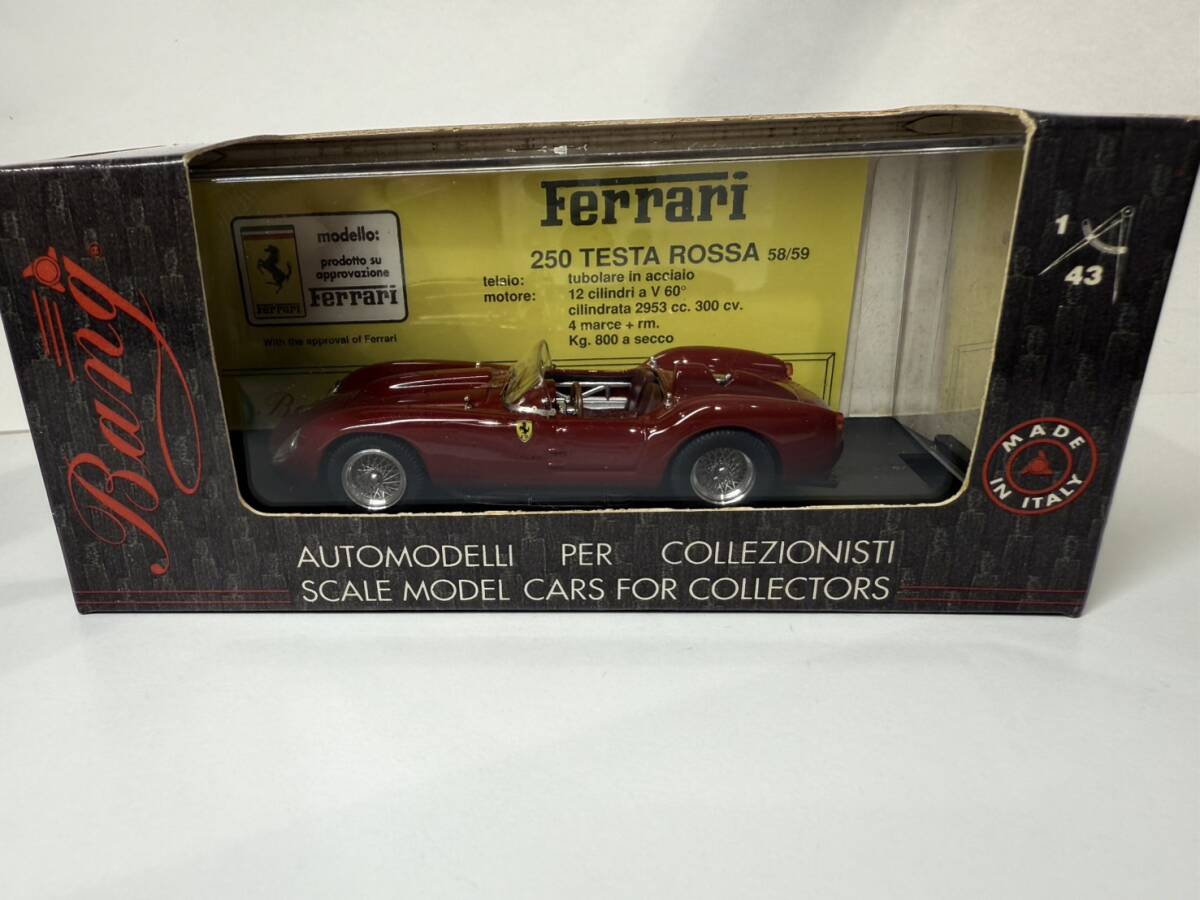 Bang
Ferrari
250 TESTA ROSSA 58/59
telaio: tubolare in acciaio
motore: 12 cilindri a V 60°
cilindrata 2953 cc. 300 cv.
4 marce + rm.
Kg. 800 a secco
modello:
prodotto su
approvazione
Ferrari
Ferrari
With the approval of Ferrari
1
43
MADE
IN ITALY
AUTOMODELLI PER COLLEZIONISTI
SCALE MODEL CARS FOR COLLECTORS